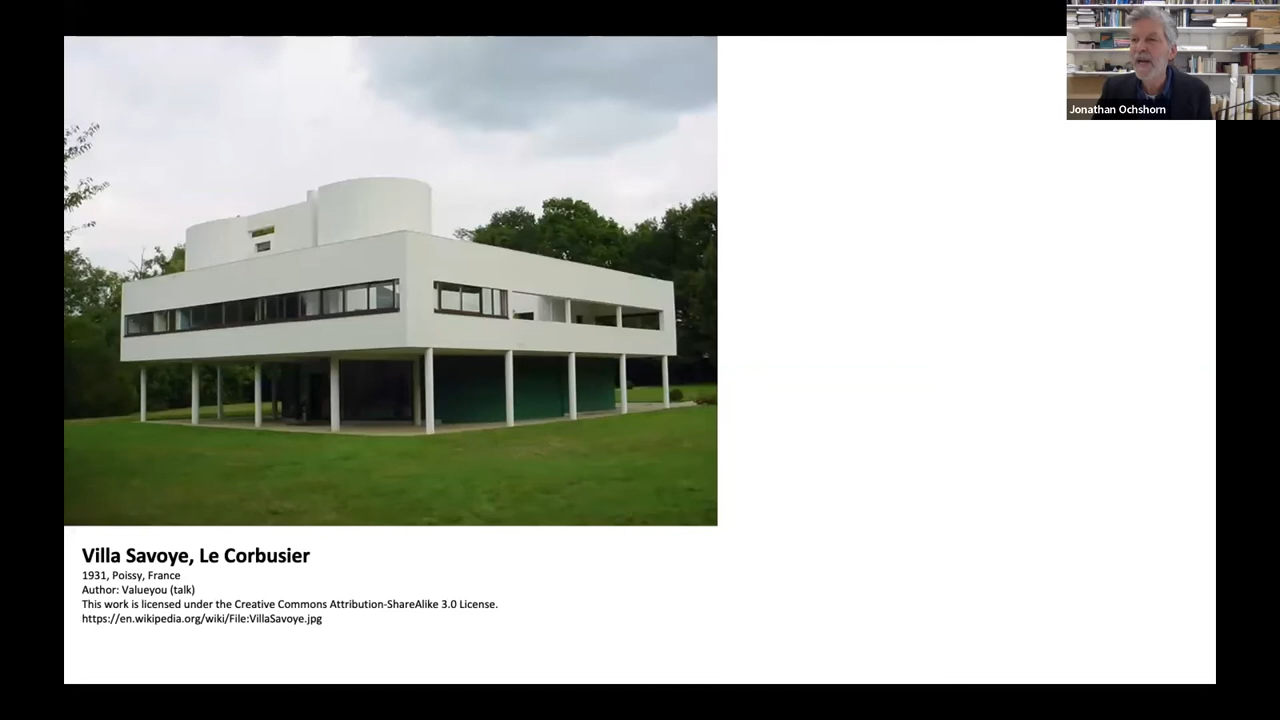 Jonathan Ochshorn
Villa Savoye, Le Corbusier
1931, Poissy, France
Author: Valueyou (talk)
This work is licensed under the Creative Commons Attribution-ShareAlike 3.0 License.
https://en.wikipedia.org/wiki/File:VillaSavoye.jpg